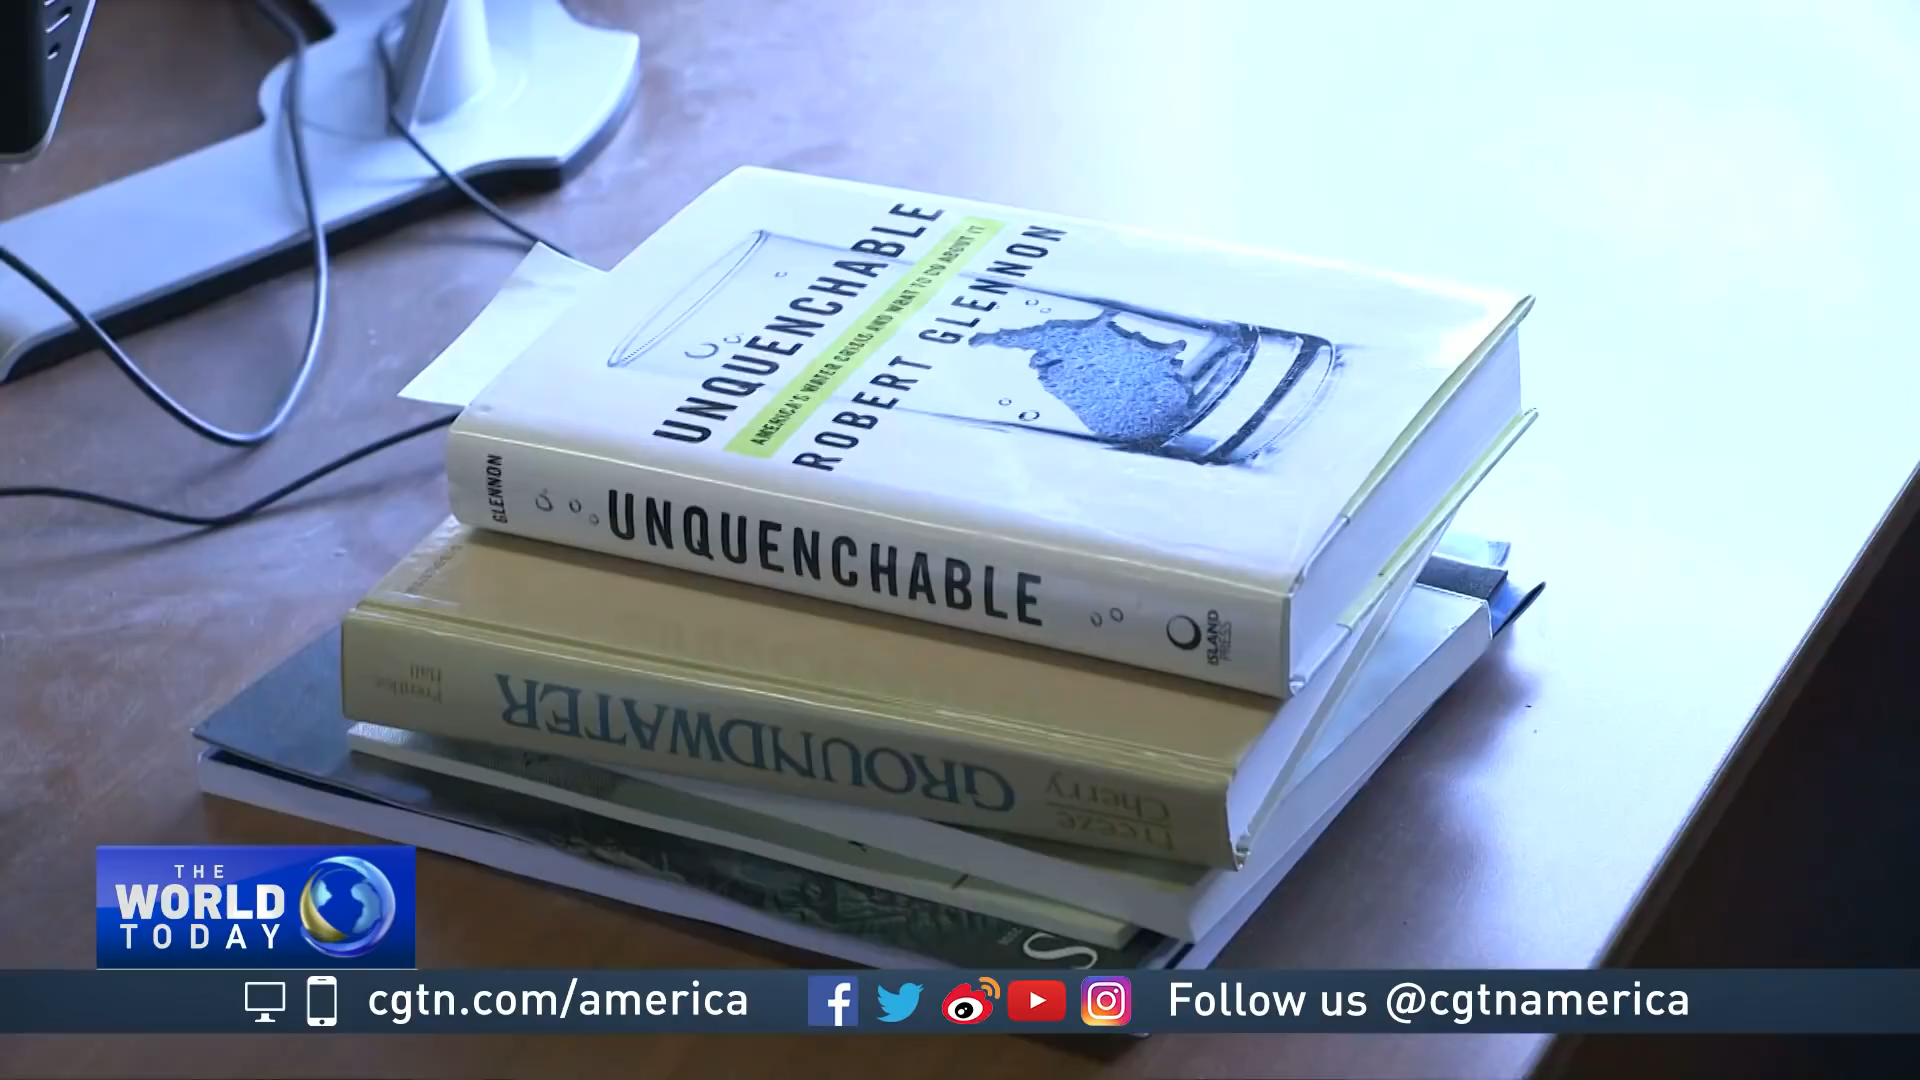 UNQUENCHABLE
AMERICA'S WATER CRISIS AND WHAT TO DO ABOUT IT
ROBERT GLENNON
GLENNON
UNQUENCHABLE
ISLAND
PRESS
Freeze
Cherry
GROUNDWATER
Prentice
Hall
S
THE
WORLD
TODAY
cgtn.com/america
Follow us @cgtnamerica